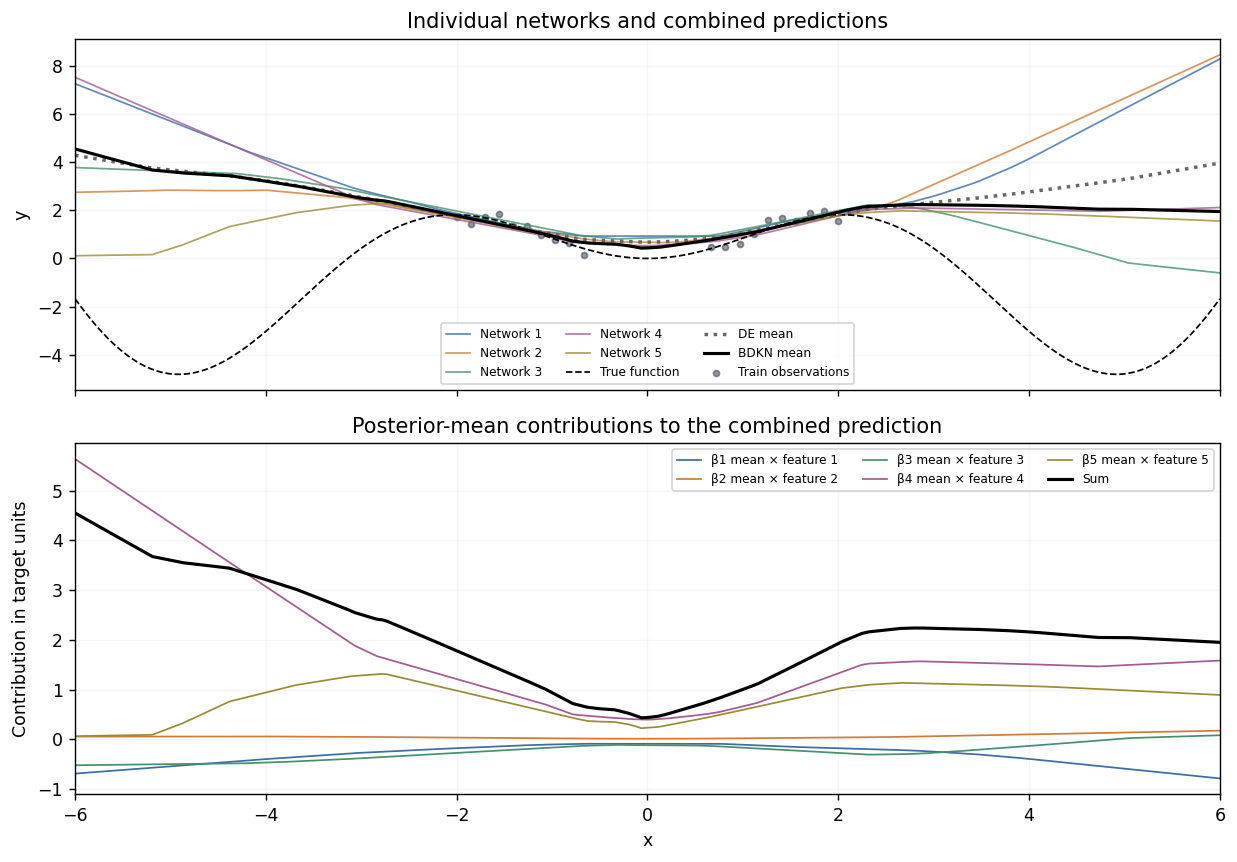 Individual networks and combined predictions
8
6
4
2
0
−2
−4
y
Network 1
Network 2
Network 3
Network 4
Network 5
True function
DE mean
BDKN mean
Train observations
Posterior-mean contributions to the combined prediction
5
4
3
2
1
0
−1
Contribution in target units
β1 mean × feature 1
β2 mean × feature 2
β3 mean × feature 3
β4 mean × feature 4
β5 mean × feature 5
Sum
−6 −4 −2 0 2 4 6
x